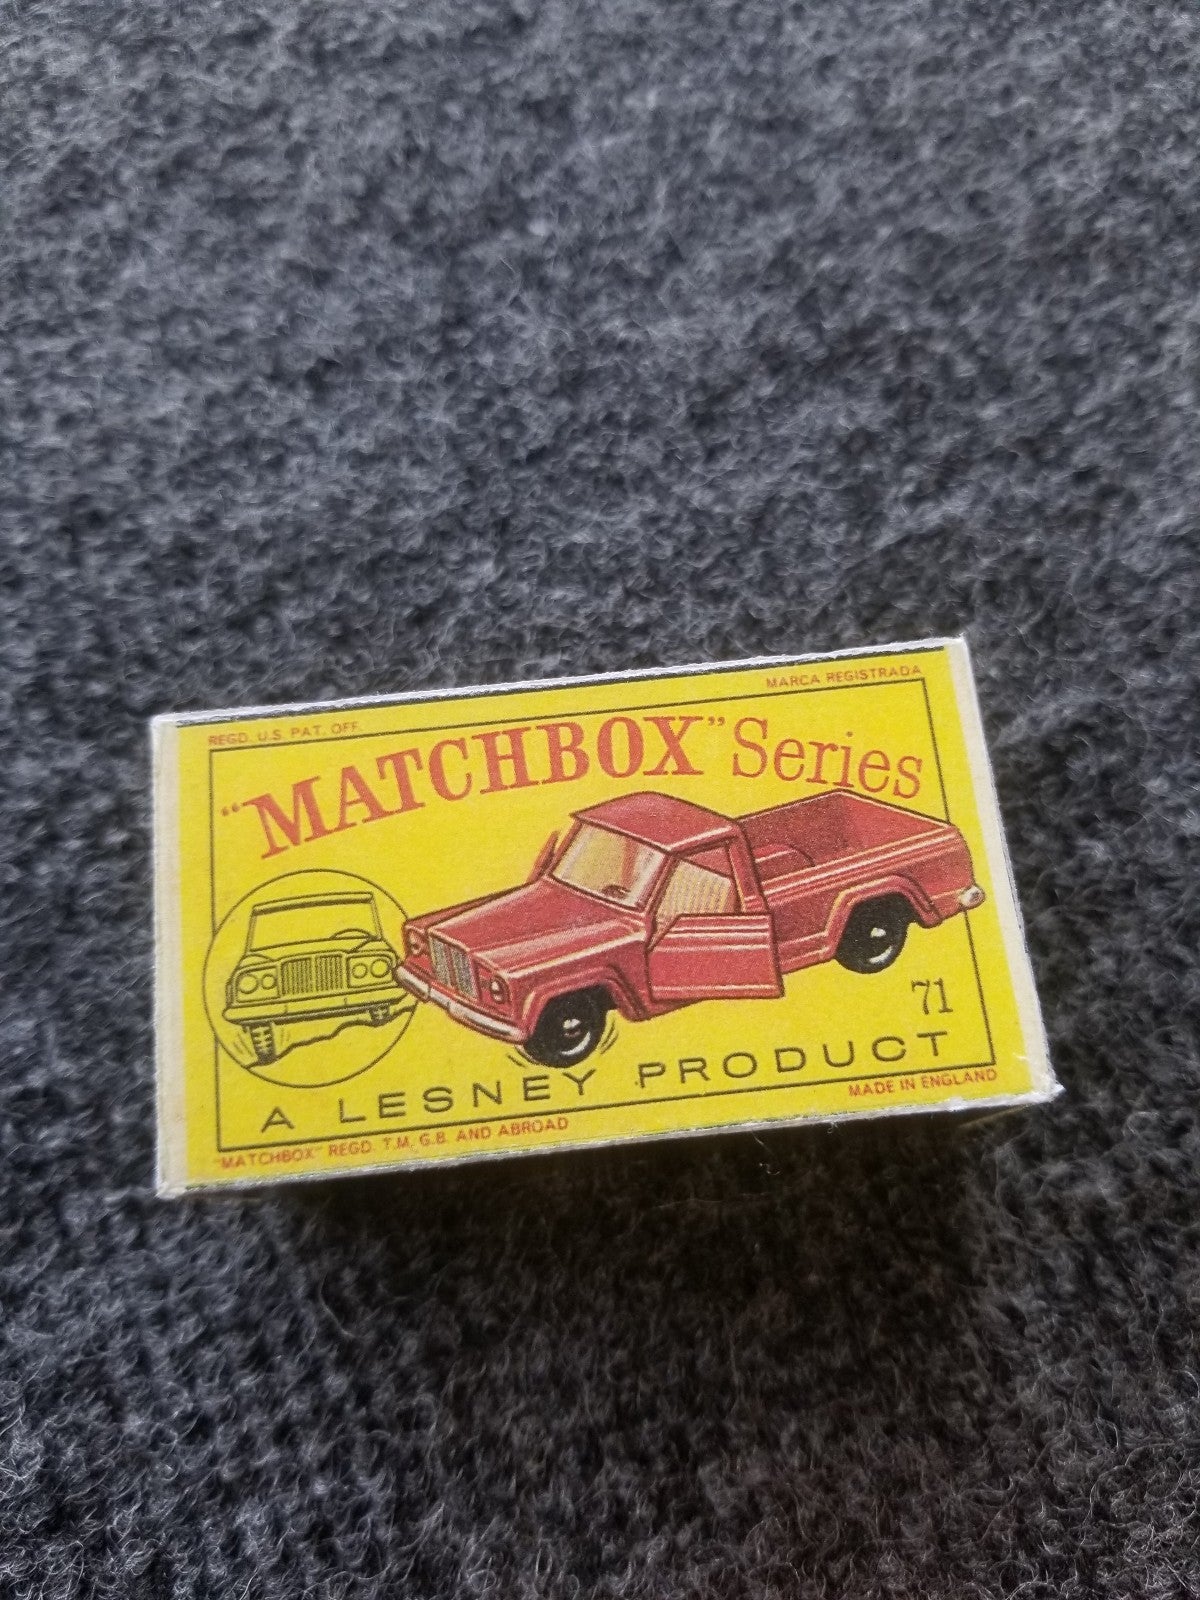 REGD. U.S. PAT. OFF.
MARCA REGISTRADA
"MATCHBOX" Series
71
A LESNEY PRODUCT
"MATCHBOX" REGD. T.M. G.B. AND ABROAD
MADE IN ENGLAND